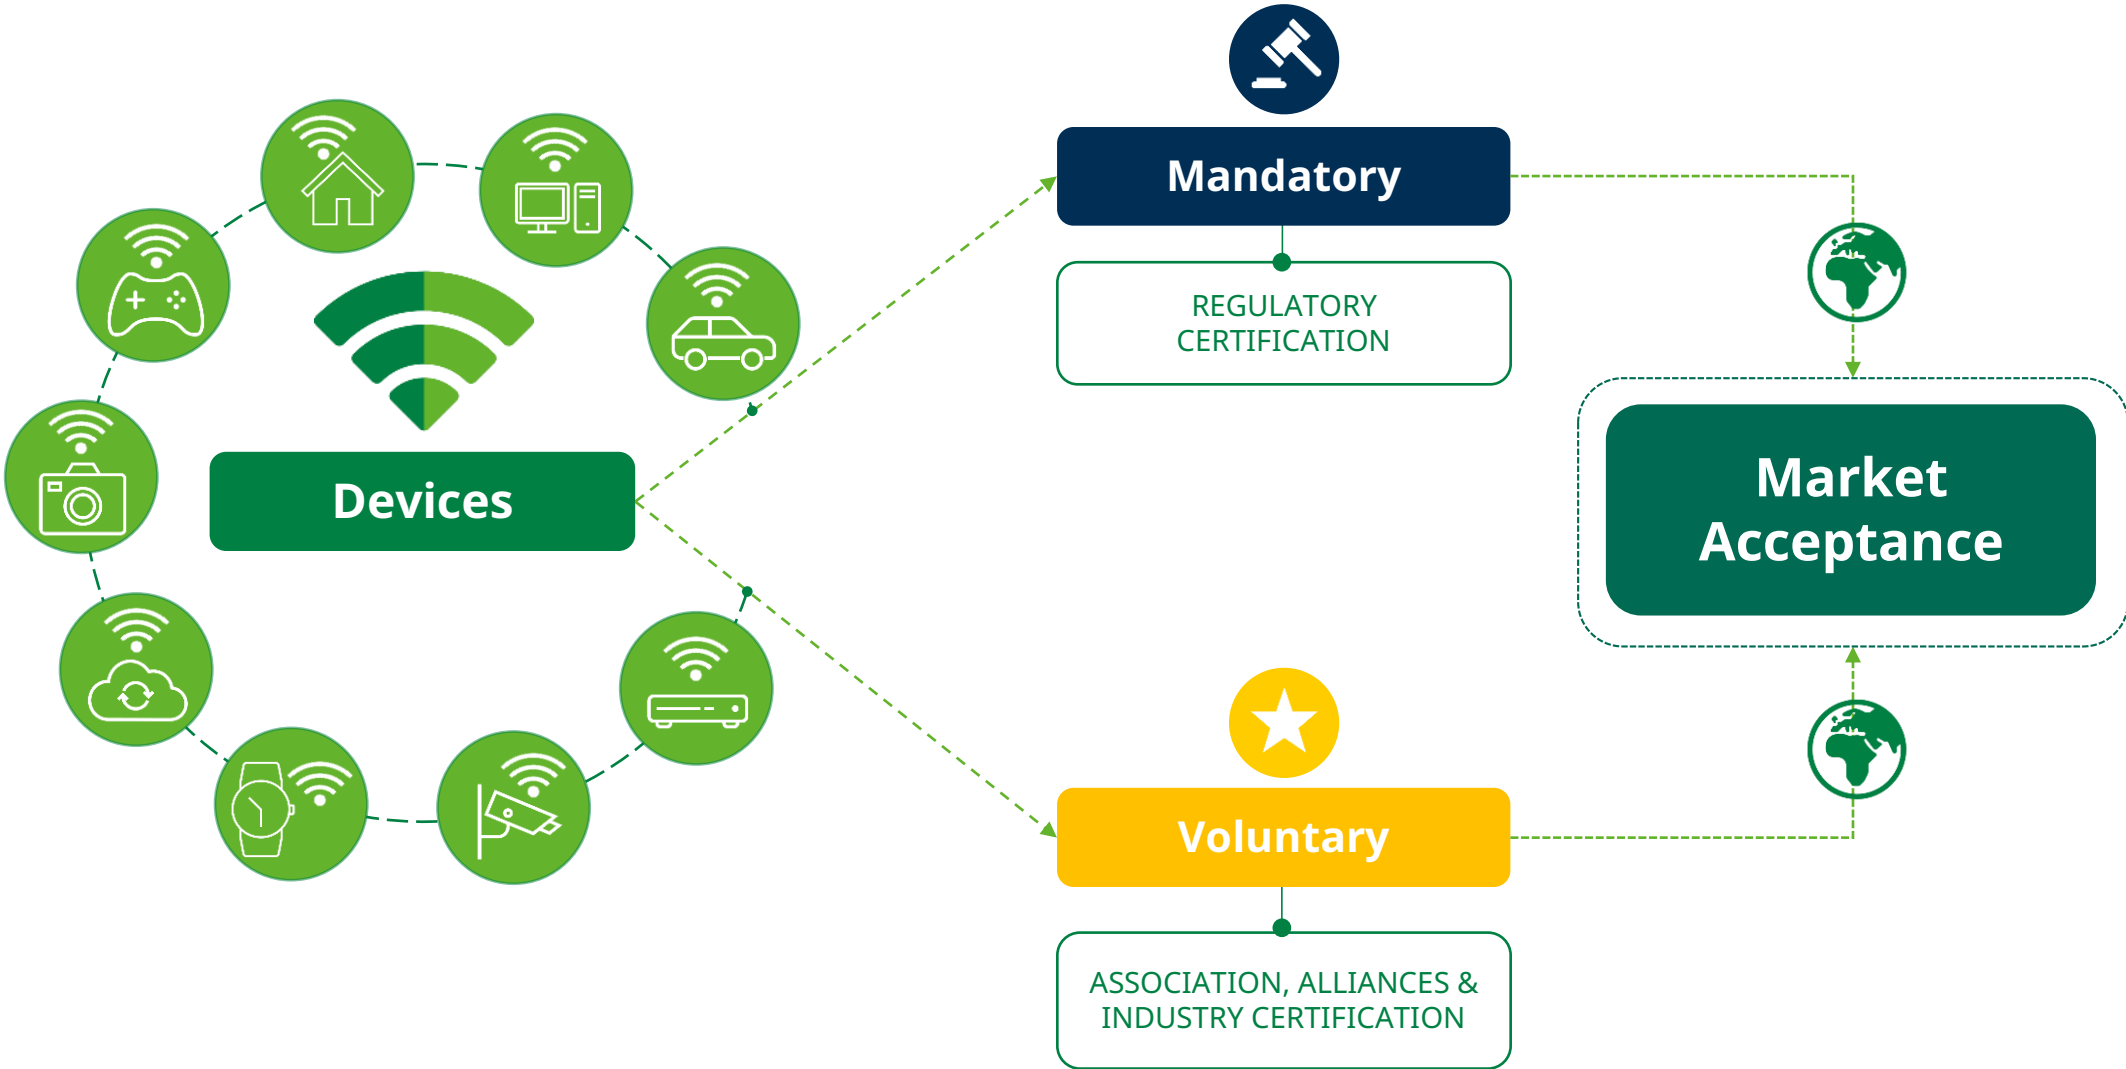 Devices
Mandatory
REGULATORY
CERTIFICATION
Voluntary
ASSOCIATION, ALLIANCES &
INDUSTRY CERTIFICATION
Market
Acceptance